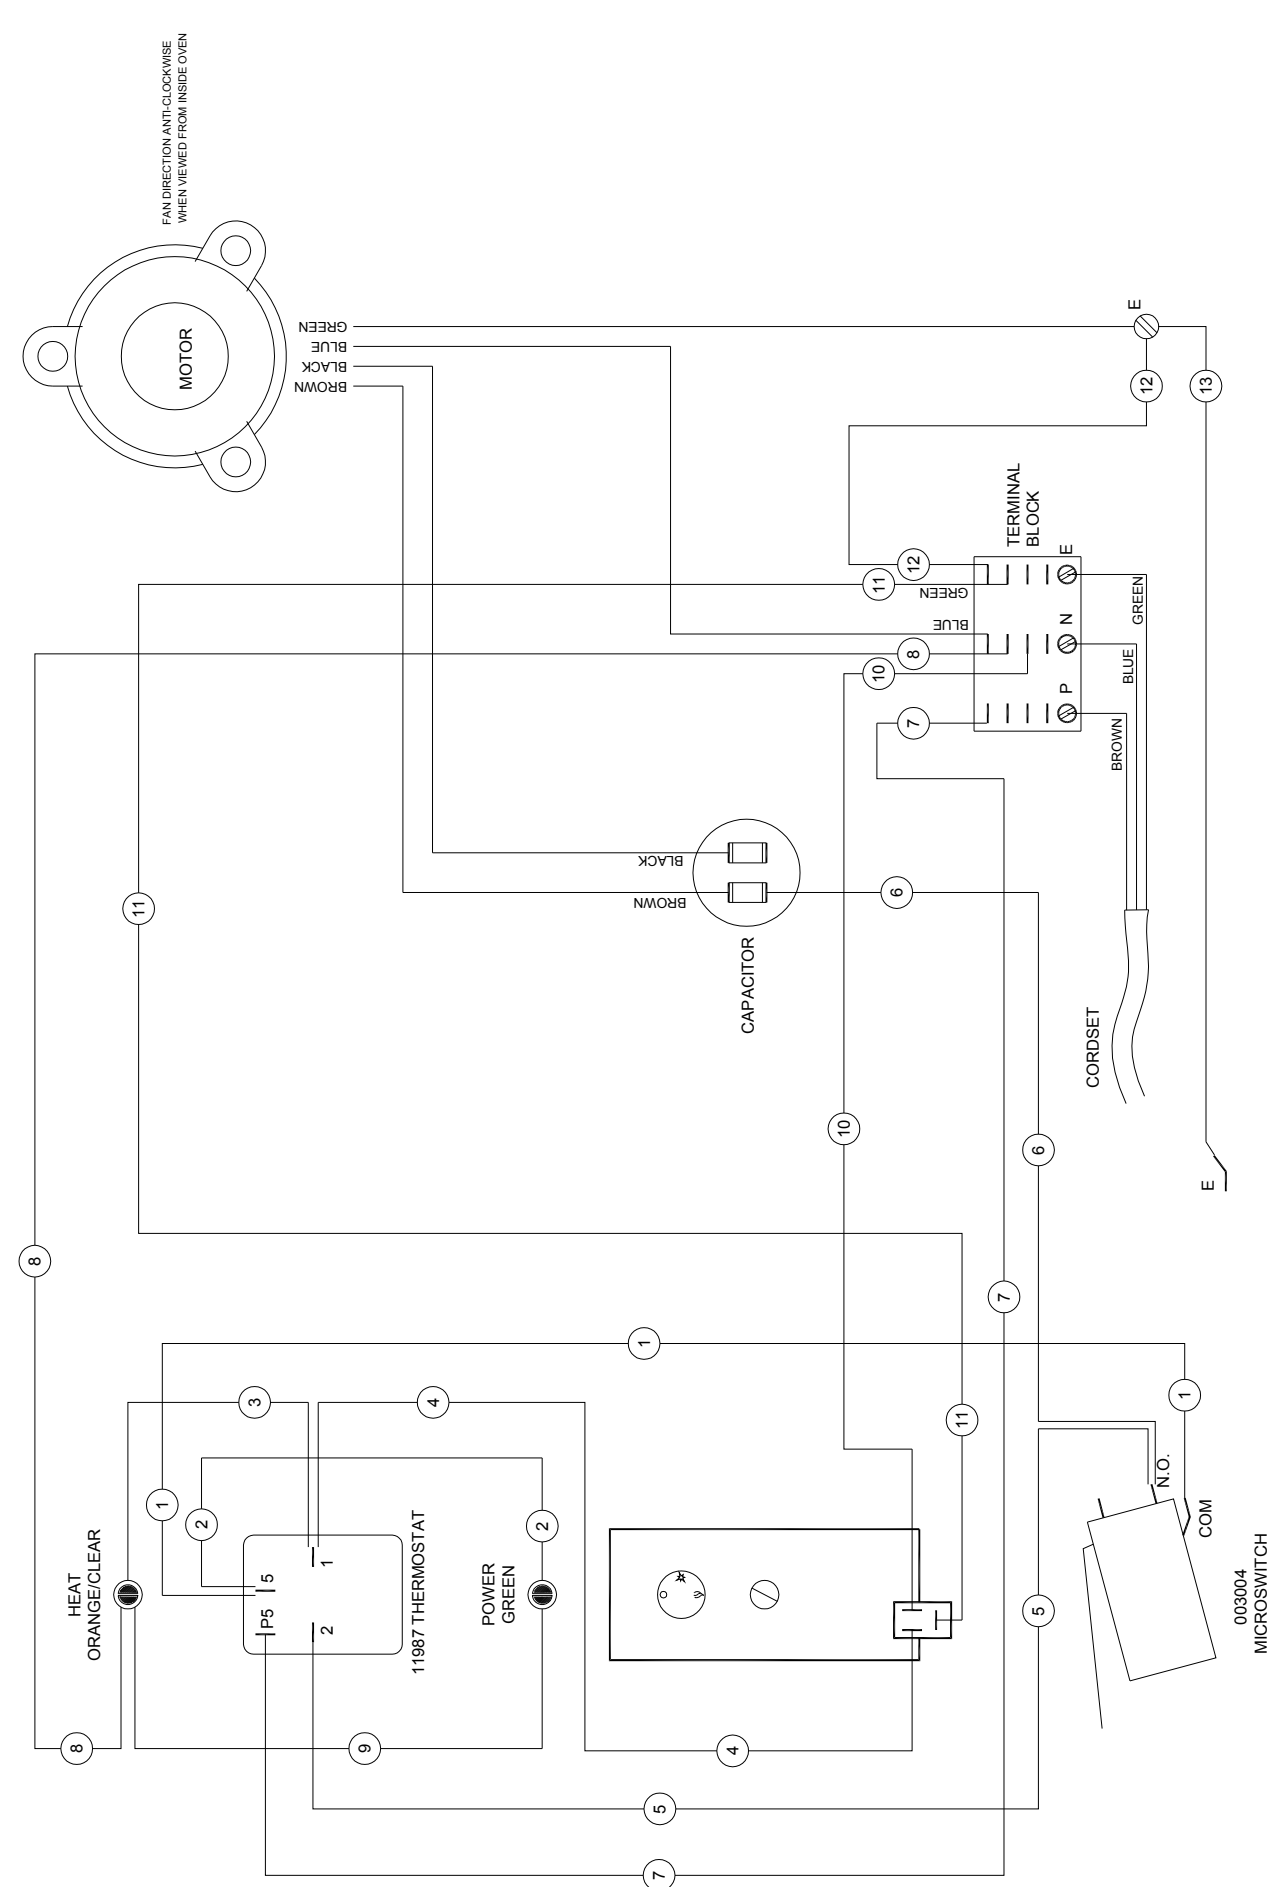 FAN DIRECTION ANTI-CLOCKWISE
WHEN VIEWED FROM INSIDE OVEN
MOTOR
GREEN
BLUE
BLACK
BROWN
E
12
13
TERMINAL
BLOCK
12
11
GREEN
BLUE
8
10
7
E
N
P
GREEN
BLUE
BROWN
BLACK
BROWN
CAPACITOR
6
11
CORDSET
10
6
E
8
7
1
3
4
1
11
1
2
2
HEAT
ORANGE/CLEAR
5
P5
1
2
11987 THERMOSTAT
POWER
GREEN
N.O.
COM
003004
MICROSWITCH
5
8
9
4
5
7